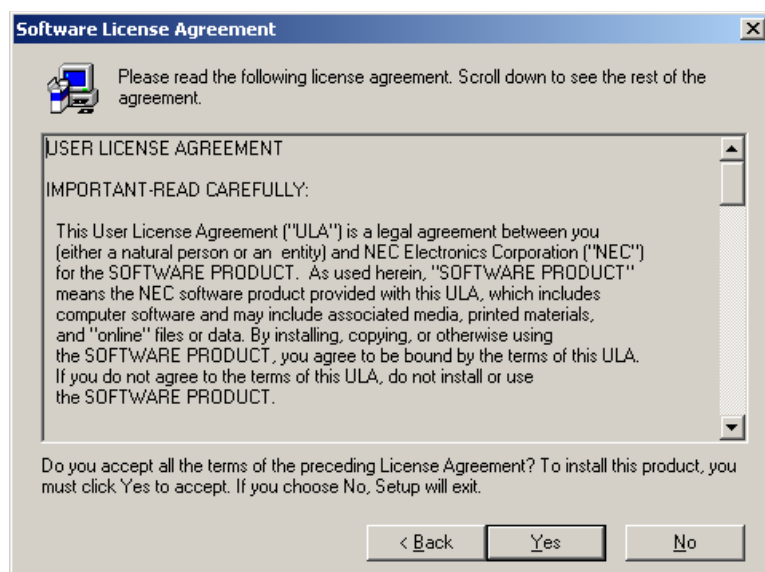 Software License Agreement
Please read the following license agreement. Scroll down to see the rest of the
agreement.
USER LICENSE AGREEMENT
IMPORTANT-READ CAREFULLY:
This User License Agreement ("ULA") is a legal agreement between you
(either a natural person or an  entity) and NEC Electronics Corporation ("NEC")
for the SOFTWARE PRODUCT.  As used herein, "SOFTWARE PRODUCT"
means the NEC software product provided with this ULA, which includes
computer software and may include associated media, printed materials,
and "online" files or data. By installing, copying, or otherwise using
the SOFTWARE PRODUCT, you agree to be bound by the terms of this ULA.
If you do not agree to the terms of this ULA, do not install or use
the SOFTWARE PRODUCT.
Do you accept all the terms of the preceding License Agreement? To install this product, you
must click Yes to accept. If you choose No, Setup will exit.
< Back Yes No